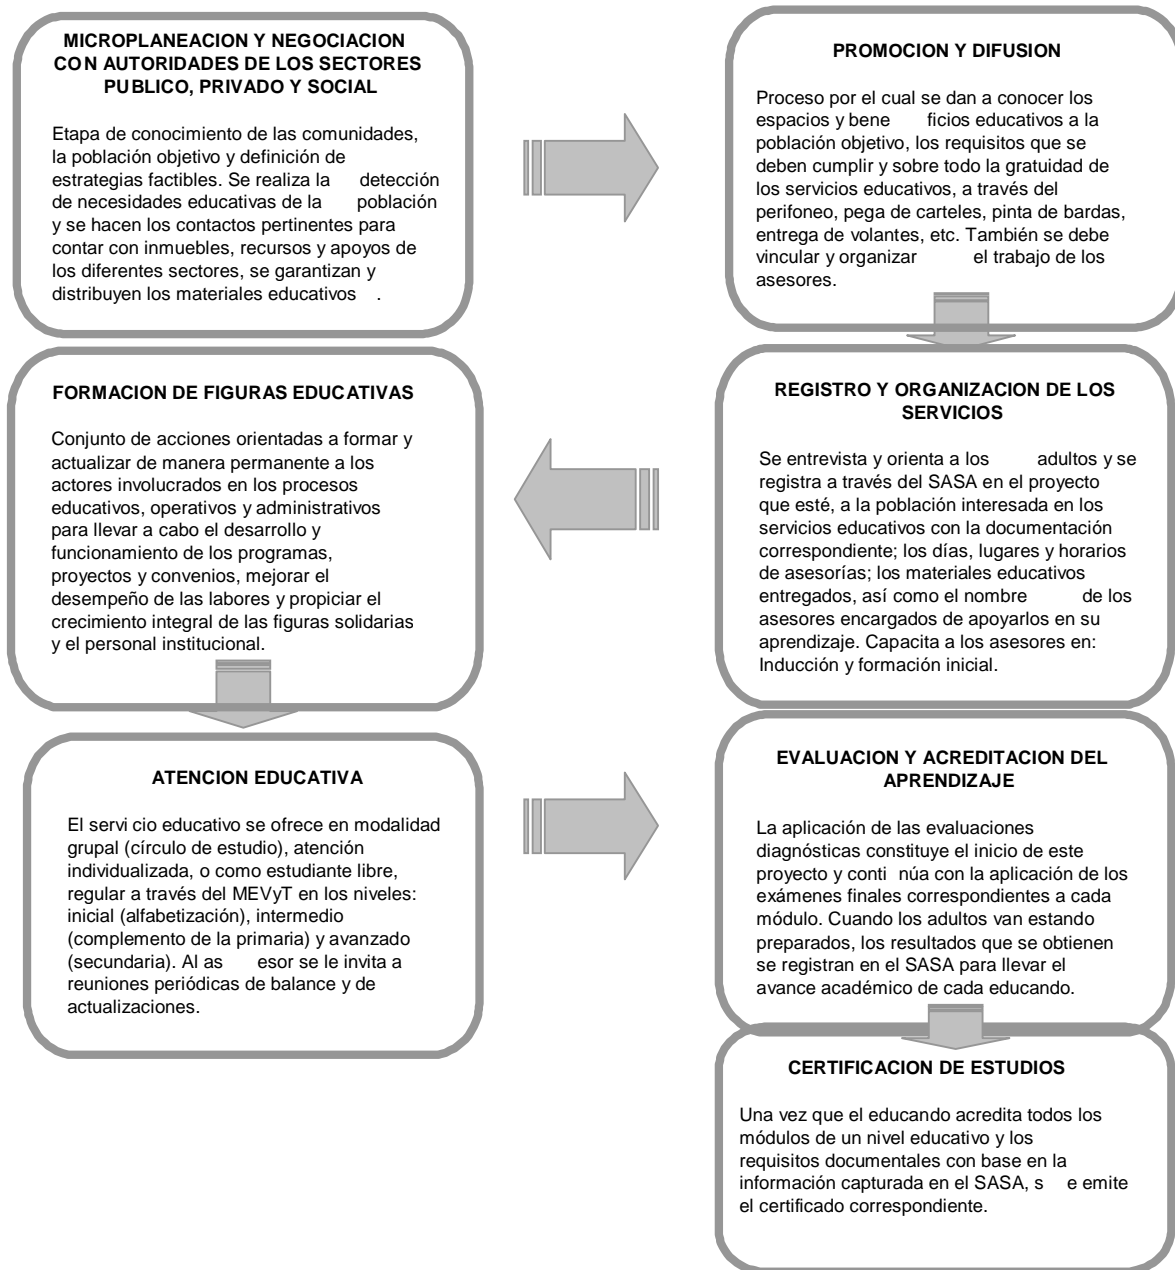 MICROPLANEACION Y NEGOCIACION
CON AUTORIDADES DE LOS SECTORES
PUBLICO, PRIVADO Y SOCIAL
Etapa de conocimiento de las comunidades,
la población objetivo y definición de
estrategias factibles. Se realiza la detección
de necesidades educativas de la población
y se hacen los contactos pertinentes para
contar con inmuebles, recursos y apoyos de
los diferentes sectores, se garantizan y
distribuyen los materiales educativos .
PROMOCION Y DIFUSION
Proceso por el cual se dan a conocer los
espacios y bene ficios educativos a la
población objetivo, los requisitos que se
deben cumplir y sobre todo la gratuidad de
los servicios educativos, a través del
perifoneo, pega de carteles, pinta de bardas,
entrega de volantes, etc. También se debe
vincular y organizar el trabajo de los
asesores.
REGISTRO Y ORGANIZACION DE LOS
SERVICIOS
Se entrevista y orienta a los adultos y se
registra a través del SASA en el proyecto
que esté, a la población interesada en los
servicios educativos con la documentación
correspondiente; los días, lugares y horarios
de asesorías; los materiales educativos
entregados, así como el nombre de los
asesores encargados de apoyarlos en su
aprendizaje. Capacita a los asesores en:
Inducción y formación inicial.
FORMACION DE FIGURAS EDUCATIVAS
Conjunto de acciones orientadas a formar y
actualizar de manera permanente a los
actores involucrados en los procesos
educativos, operativos y administrativos
para llevar a cabo el desarrollo y
funcionamiento de los programas,
proyectos y convenios, mejorar el
desempeño de las labores y propiciar el
crecimiento integral de las figuras solidarias
y el personal institucional.
ATENCION EDUCATIVA
El servi cio educativo se ofrece en modalidad
grupal (círculo de estudio), atención
individualizada, o como estudiante libre,
regular a través del MEVyT en los niveles:
inicial (alfabetización), intermedio
(complemento de la primaria) y avanzado
(secundaria). Al as esor se le invita a
reuniones periódicas de balance y de
actualizaciones.
EVALUACION Y ACREDITACION DEL
APRENDIZAJE
La aplicación de las evaluaciones
diagnósticas constituye el inicio de este
proyecto y conti núa con la aplicación de los
exámenes finales correspondientes a cada
módulo. Cuando los adultos van estando
preparados, los resultados que se obtienen
se registran en el SASA para llevar el
avance académico de cada educando.
CERTIFICACION DE ESTUDIOS
Una vez que el educando acredita todos los
módulos de un nivel educativo y los
requisitos documentales con base en la
información capturada en el SASA, s e emite
el certificado correspondiente.